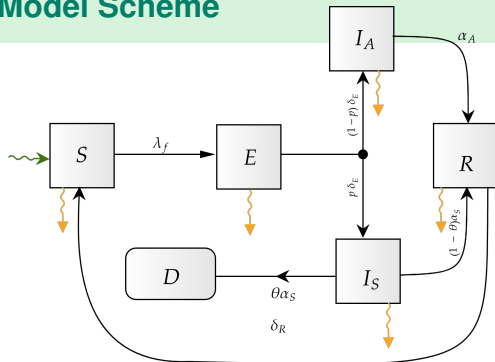 Model Scheme
I_A
α_A
(1−p) δ_E
S
λ_f
E
R
p δ_E
(1 − θ)α_S
D
θα_S
I_S
δ_R